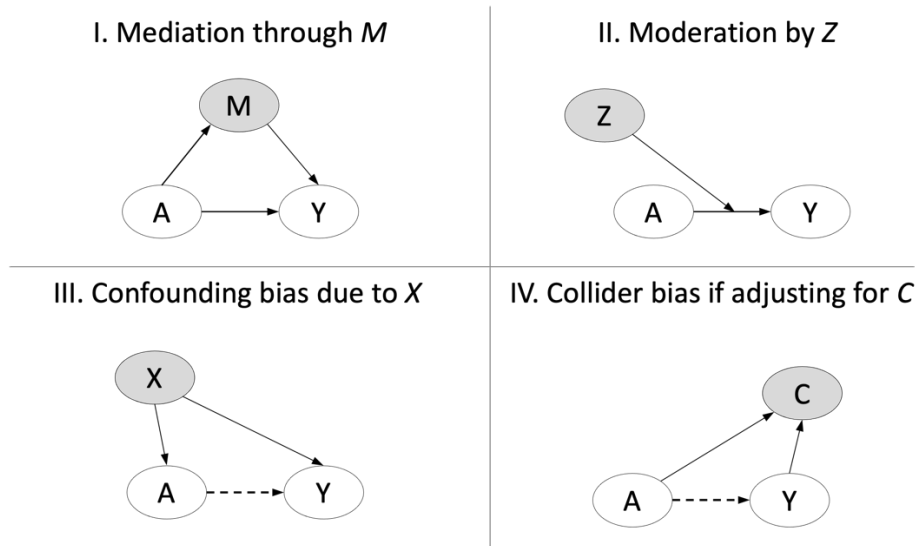 I. Mediation through M
M
A
Y
II. Moderation by Z
Z
A
Y
III. Confounding bias due to X
X
A
Y
IV. Collider bias if adjusting for C
C
A
Y